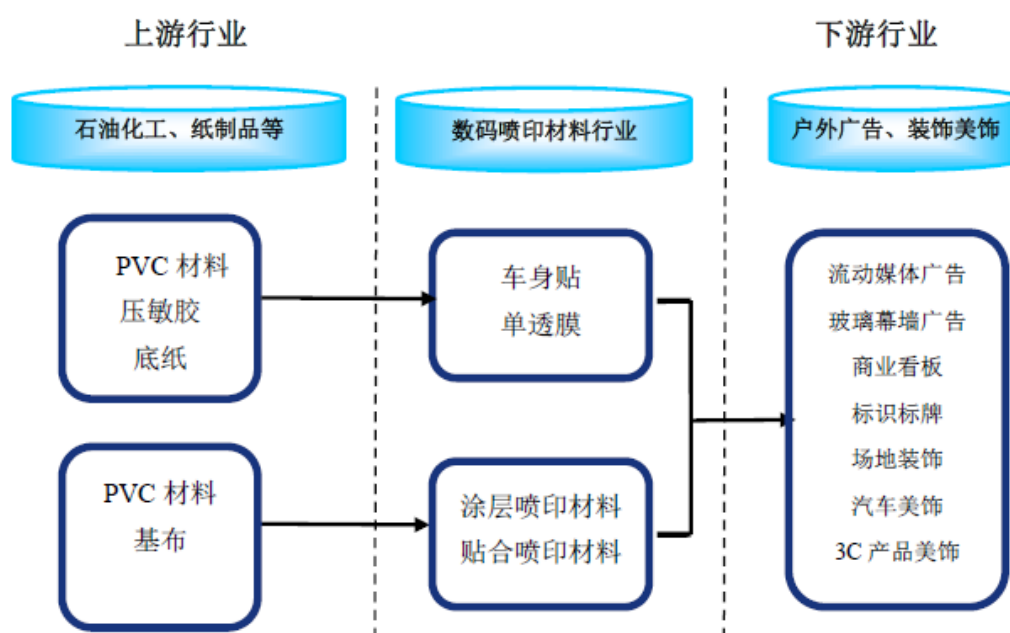 上游行业
下游行业
石油化工、纸制品等
数码喷印材料行业
户外广告、装饰美饰
PVC 材料
压敏胶
底纸
车身贴
单透膜
PVC 材料
基布
涂层喷印材料
贴合喷印材料
流动媒体广告
玻璃幕墙广告
商业看板
标识标牌
场地装饰
汽车美饰
3C 产品美饰